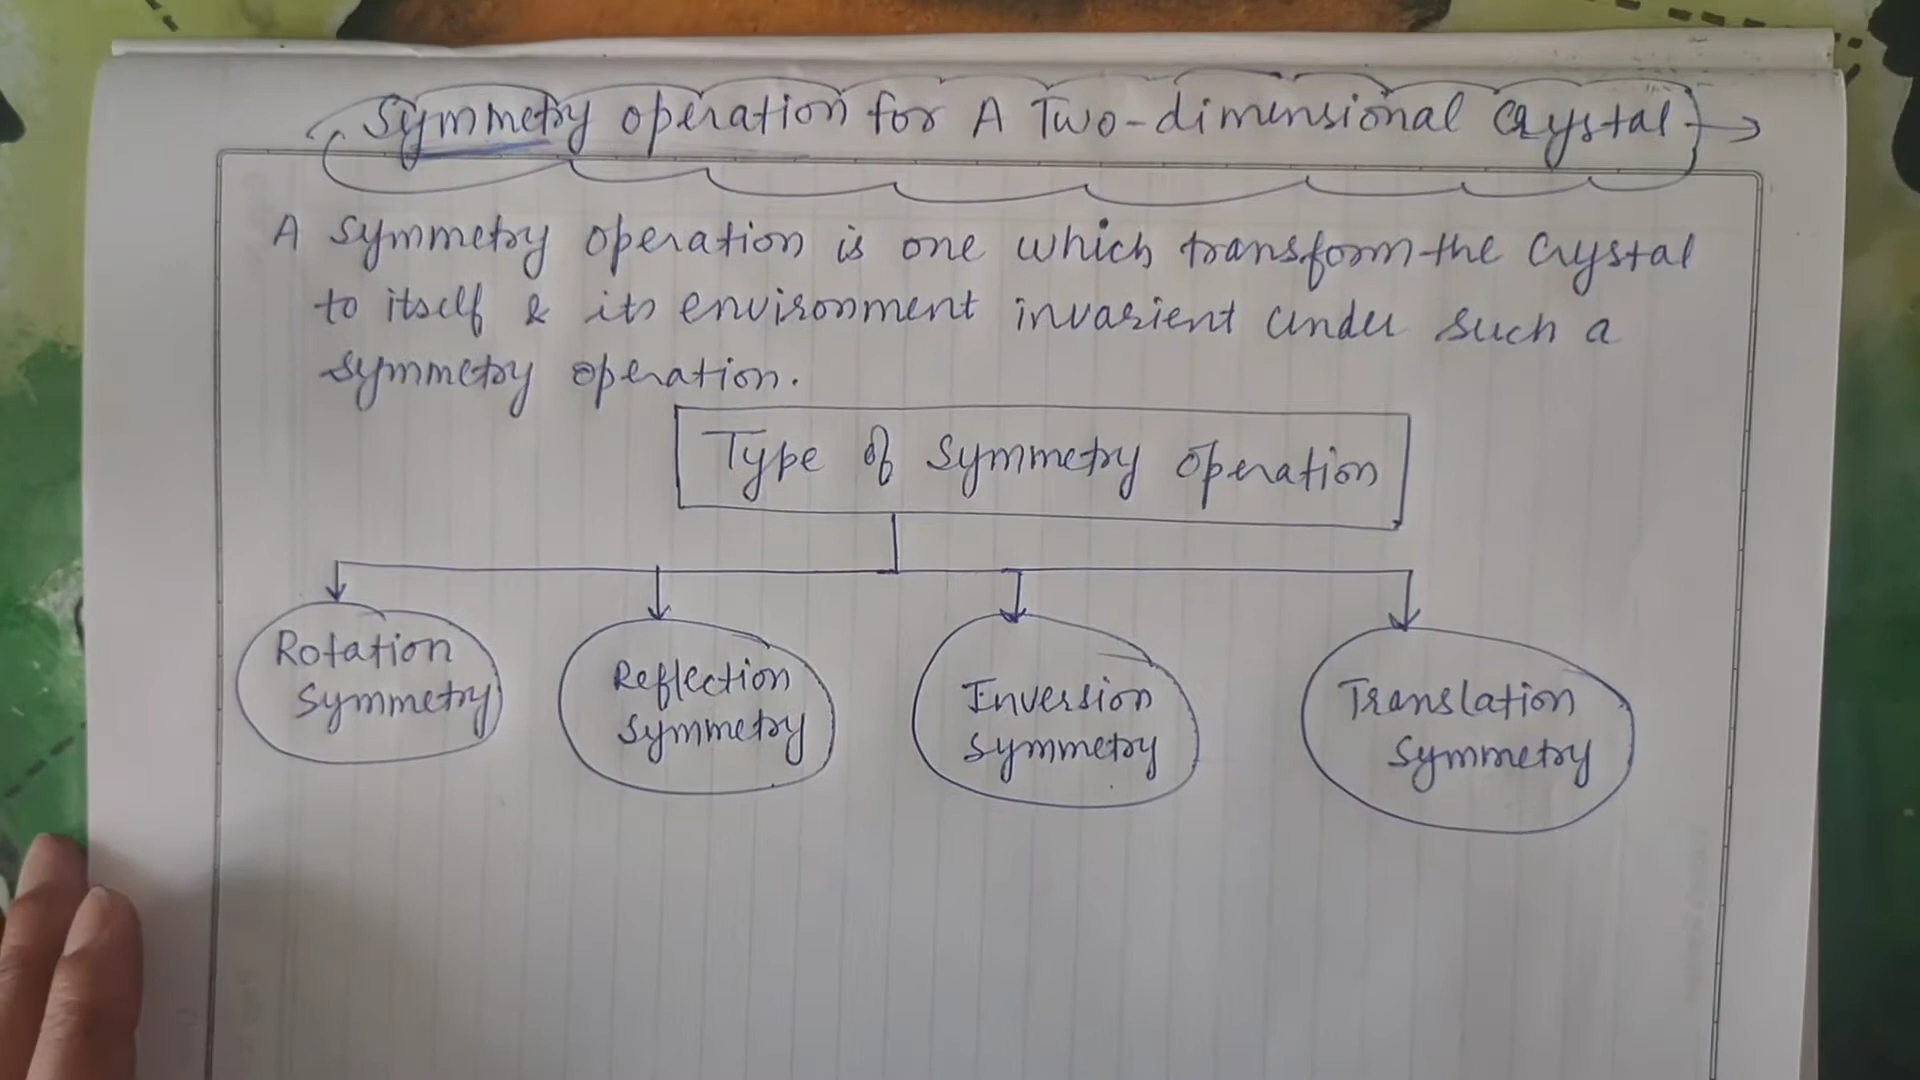 Symmetry operation for A Two-dimensional Crystal
A symmetry operation is one which transform the crystal
to itself & its environment invarient under such a
symmetry operation.
Type of symmetry operation
Rotation
symmetry
Reflection
symmetry
Inversion
symmetry
Translation
symmetry